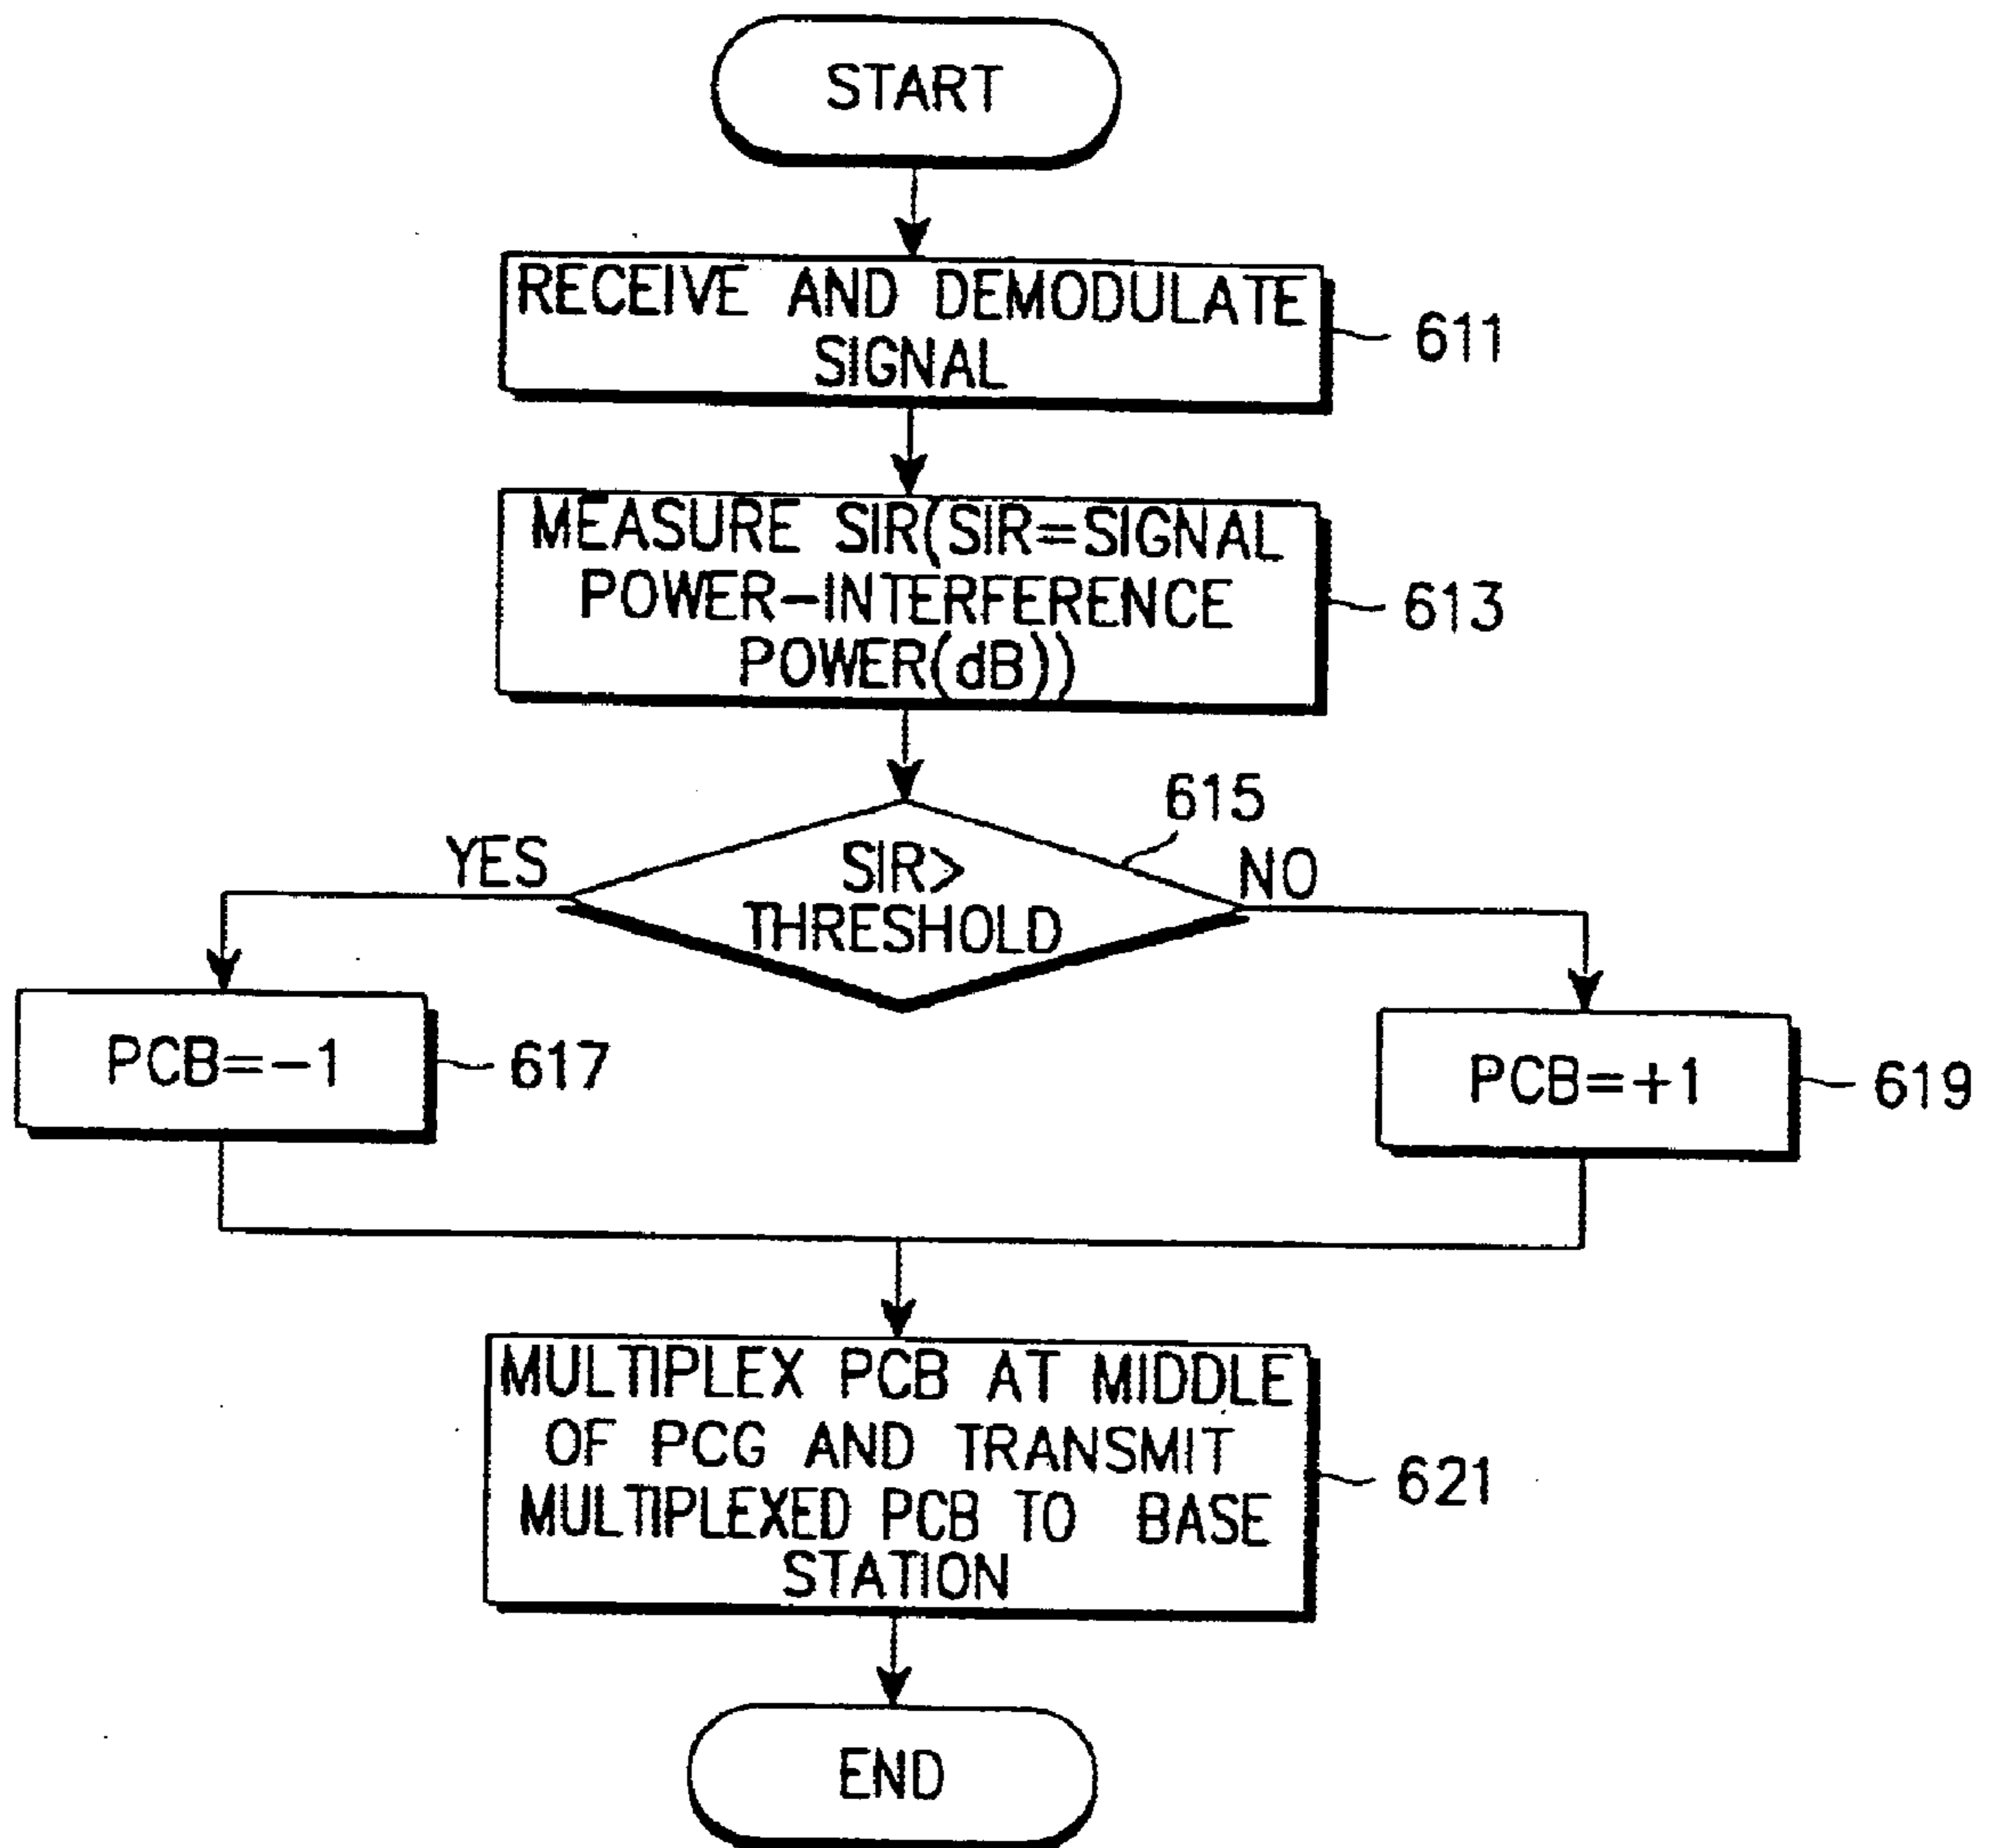 START
RECEIVE AND DEMODULATE
SIGNAL
611
MEASURE SIR(SIR=SIGNAL
POWER-INTERFERENCE
POWER(dB))
613
615
YES
SIR>
THRESHOLD
NO
PCB=-1
617
PCB=+1
619
MULTIPLEX PCB AT MIDDLE
OF PCG AND TRANSMIT
MULTIPLEXED PCB TO BASE
STATION
621
END